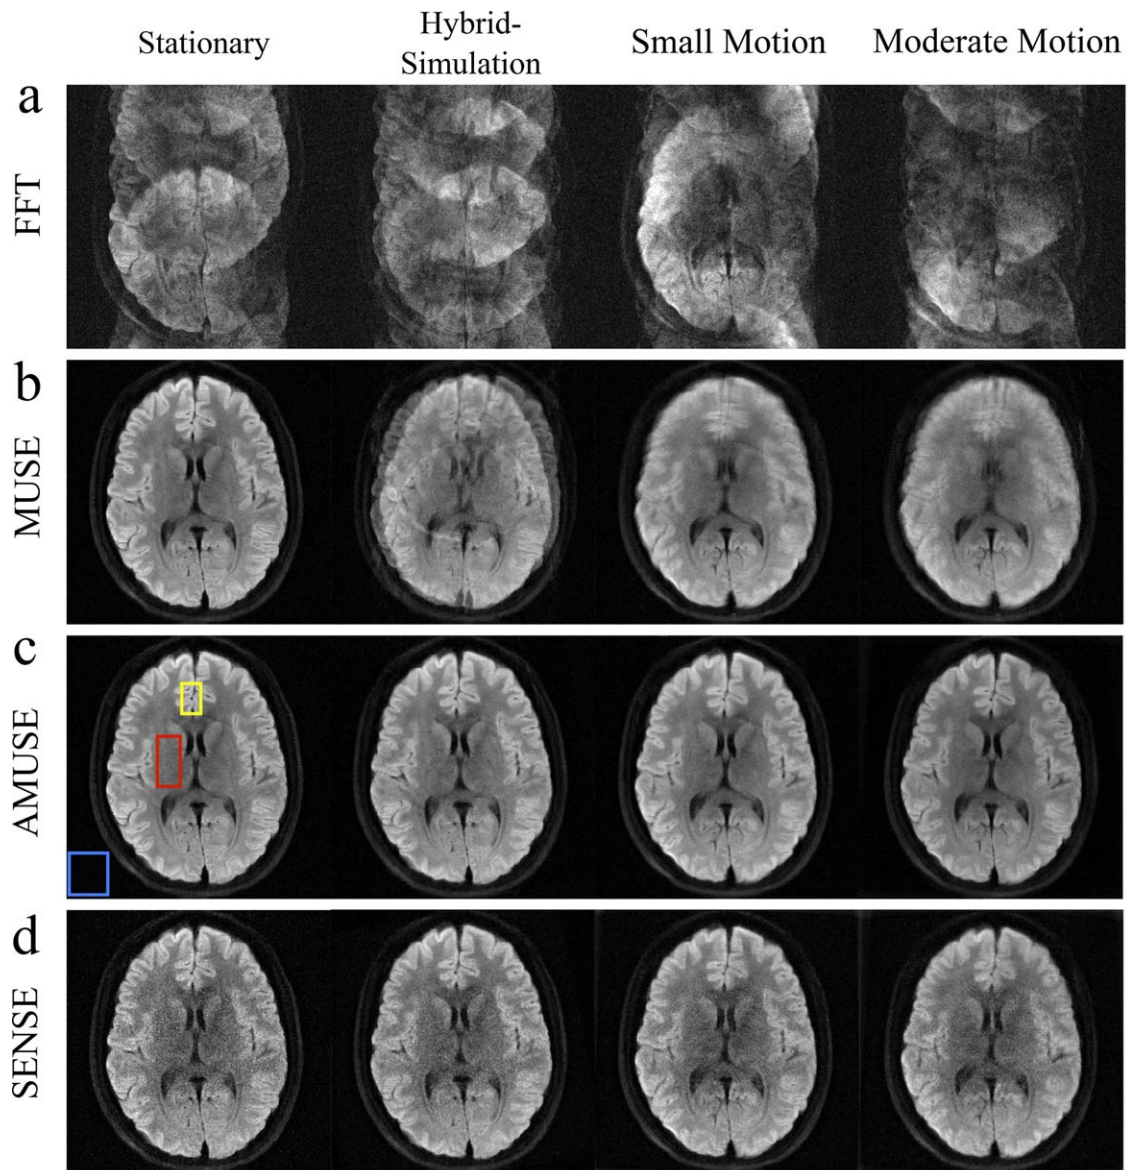 Stationary
Hybrid-
Simulation
Small Motion
Moderate Motion
a
FFT
b
MUSE
c
AMUSE
d
SENSE